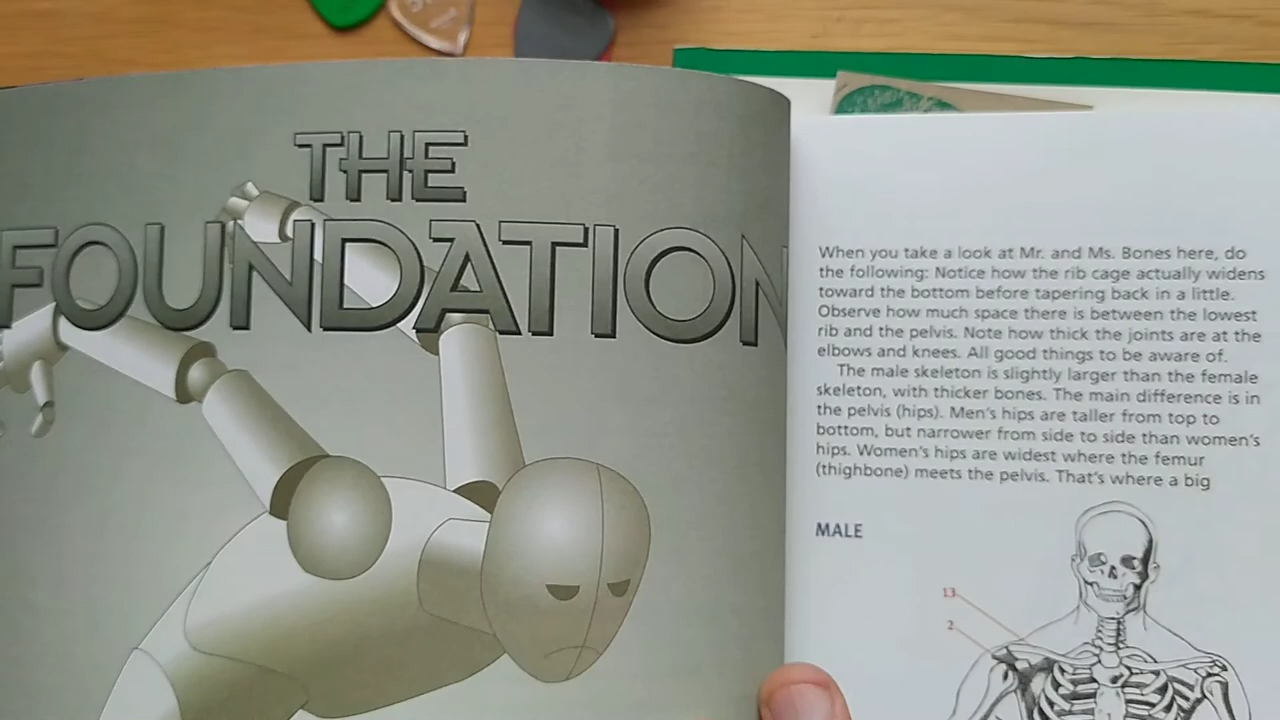 THE
FOUNDATION
When you take a look at Mr. and Ms. Bones here, do
the following: Notice how the rib cage actually widens
toward the bottom before tapering back in a little.
Observe how much space there is between the lowest
rib and the pelvis. Note how thick the joints are at the
elbows and knees. All good things to be aware of.
The male skeleton is slightly larger than the female
skeleton, with thicker bones. The main difference is in
the pelvis (hips). Men's hips are taller from top to
bottom, but narrower from side to side than women's
hips. Women's hips are widest where the femur
(thighbone) meets the pelvis. That's where a big
MALE
13
2